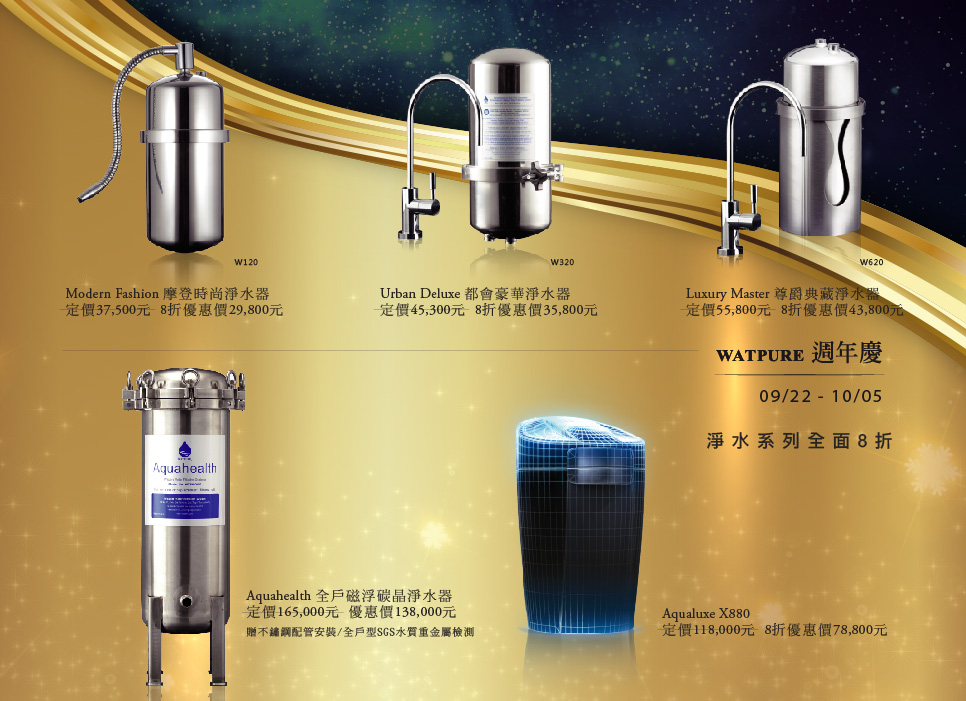 W120
W320
W620
Modern Fashion 摩登時尚淨水器
定價37,500元 8折優惠價29,800元
Urban Deluxe 都會豪華淨水器
定價45,300元 8折優惠價35,800元
Luxury Master 尊爵典藏淨水器
定價55,800元 8折優惠價43,800元
WATPURE 週年慶
09/22 - 10/05
淨水系列全面8折
Aquahealth
Aquahealth 全戶磁浮碳晶淨水器
定價165,000元 優惠價138,000元
贈不鏽鋼配管安裝/全戶型SGS水質重金屬檢測
Aqualuxe X880
定價118,000元 8折優惠價78,800元